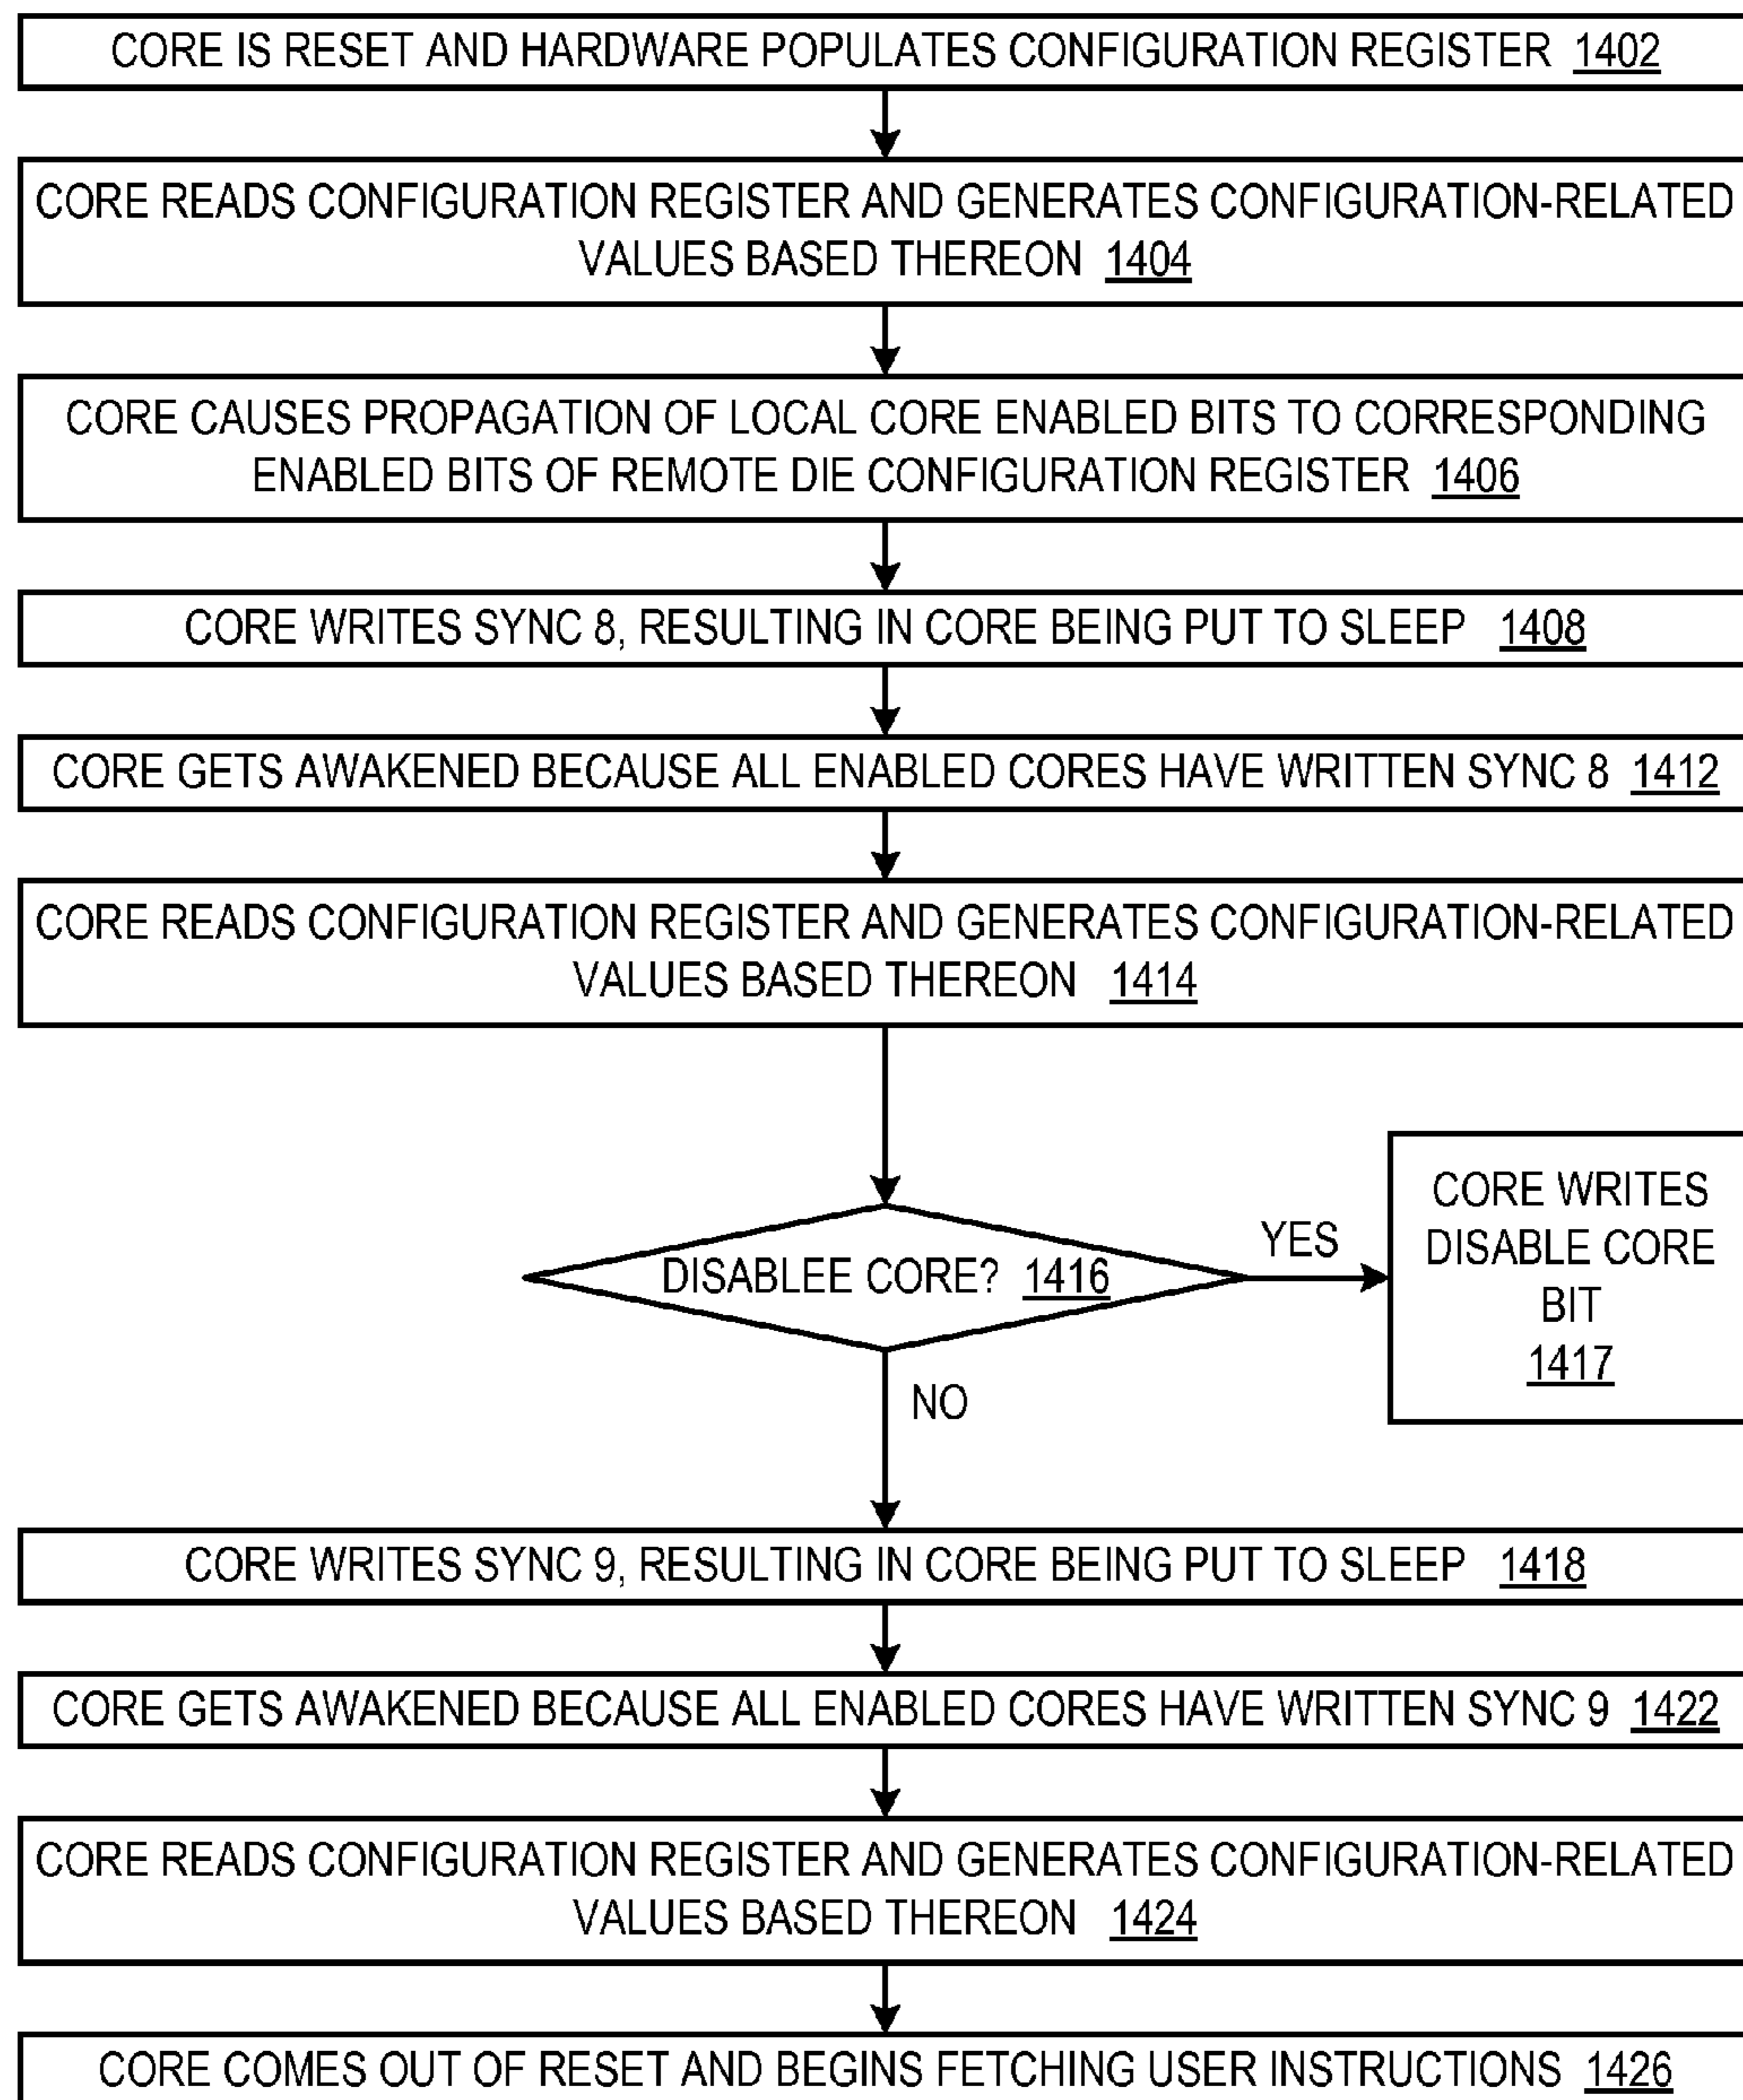 CORE IS RESET AND HARDWARE POPULATES CONFIGURATION REGISTER 1402
CORE READS CONFIGURATION REGISTER AND GENERATES CONFIGURATION-RELATED
VALUES BASED THEREON 1404
CORE CAUSES PROPAGATION OF LOCAL CORE ENABLED BITS TO CORRESPONDING
ENABLED BITS OF REMOTE DIE CONFIGURATION REGISTER 1406
CORE WRITES SYNC 8, RESULTING IN CORE BEING PUT TO SLEEP 1408
CORE GETS AWAKENED BECAUSE ALL ENABLED CORES HAVE WRITTEN SYNC 8 1412
CORE READS CONFIGURATION REGISTER AND GENERATES CONFIGURATION-RELATED
VALUES BASED THEREON 1414
DISABLEE CORE? 1416
YES
CORE WRITES
DISABLE CORE
BIT
1417
NO
CORE WRITES SYNC 9, RESULTING IN CORE BEING PUT TO SLEEP 1418
CORE GETS AWAKENED BECAUSE ALL ENABLED CORES HAVE WRITTEN SYNC 9 1422
CORE READS CONFIGURATION REGISTER AND GENERATES CONFIGURATION-RELATED
VALUES BASED THEREON 1424
CORE COMES OUT OF RESET AND BEGINS FETCHING USER INSTRUCTIONS 1426